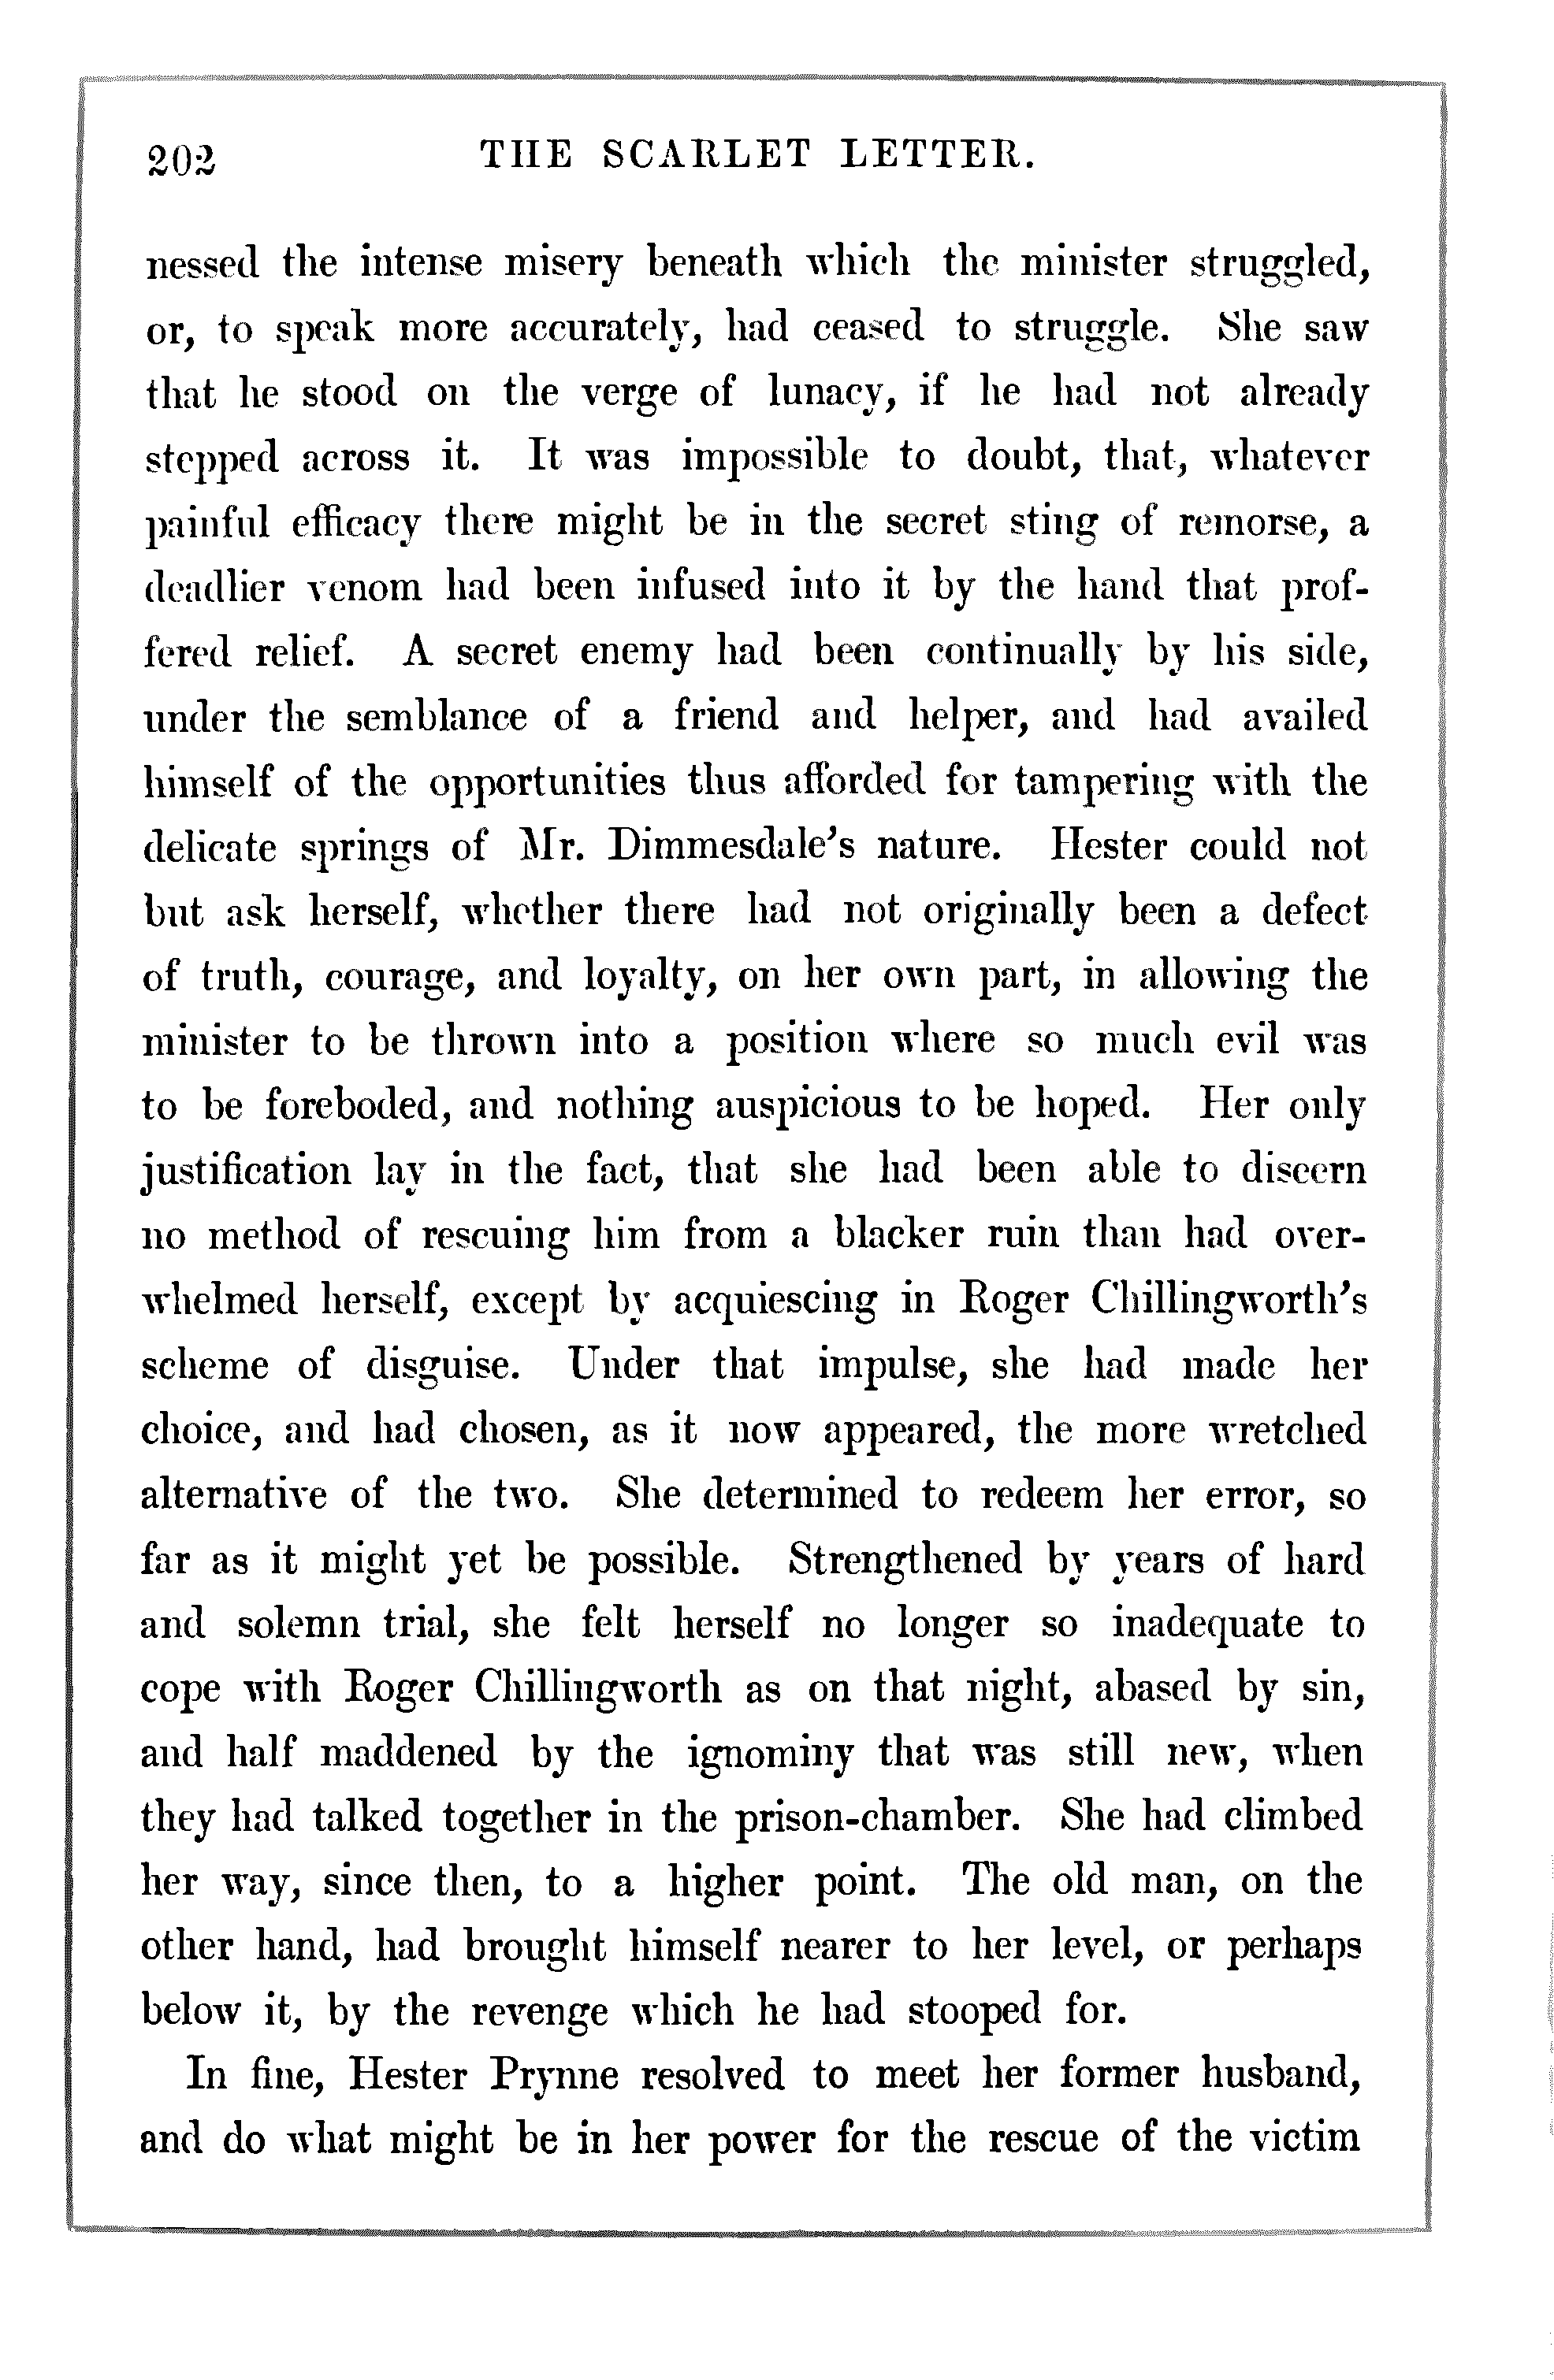 202 THE SCARLET LETTER.
nessed the intense misery beneath which the minister struggled,
or, to speak more accurately, had ceased to struggle. She saw
that he stood on the verge of lunacy, if he had not already
stepped across it. It was impossible to doubt, that, whatever
painful efficacy there might be in the secret sting of remorse, a
deadlier venom had been infused into it by the hand that prof-
fered relief. A secret enemy had been continually by his side,
under the semblance of a friend and helper, and had availed
himself of the opportunities thus afforded for tampering with the
delicate springs of Mr. Dimmesdale's nature. Hester could not
but ask herself, whether there had not originally been a defect
of truth, courage, and loyalty, on her own part, in allowing the
minister to be thrown into a position where so much evil was
to be foreboded, and nothing auspicious to be hoped. Her only
justification lay in the fact, that she had been able to discern
no method of rescuing him from a blacker ruin than had over-
whelmed herself, except by acquiescing in Roger Chillingworth's
scheme of disguise. Under that impulse, she had made her
choice, and had chosen, as it now appeared, the more wretched
alternative of the two. She determined to redeem her error, so
far as it might yet be possible. Strengthened by years of hard
and solemn trial, she felt herself no longer so inadequate to
cope with Roger Chillingworth as on that night, abased by sin,
and half maddened by the ignominy that was still new, when
they had talked together in the prison-chamber. She had climbed
her way, since then, to a higher point. The old man, on the
other hand, had brought himself nearer to her level, or perhaps
below it, by the revenge which he had stooped for.
In fine, Hester Prynne resolved to meet her former husband,
and do what might be in her power for the rescue of the victim